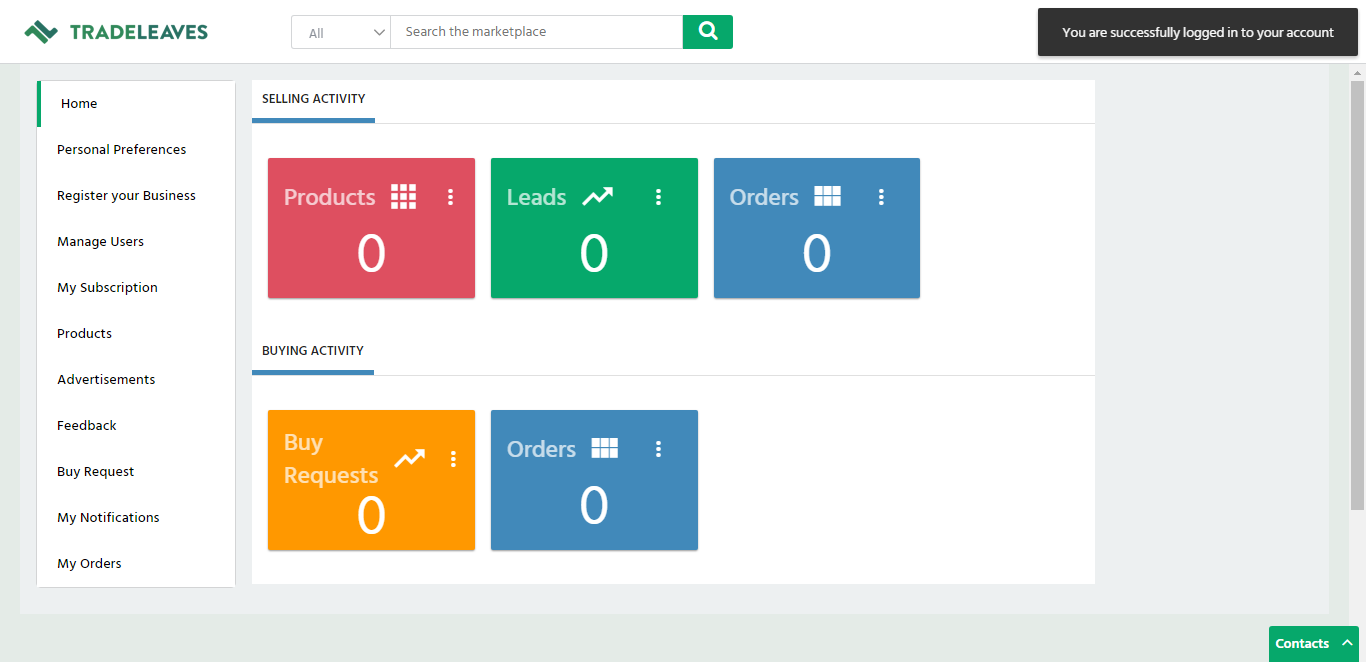 TRADELEAVES
All
Search the marketplace
You are successfully logged in to your account
Home
Personal Preferences
Register your Business
Manage Users
My Subscription
Products
Advertisements
Feedback
Buy Request
My Notifications
My Orders
SELLING ACTIVITY
Products
0
Leads
0
Orders
0
BUYING ACTIVITY
Buy
Requests
0
Orders
0
Contacts